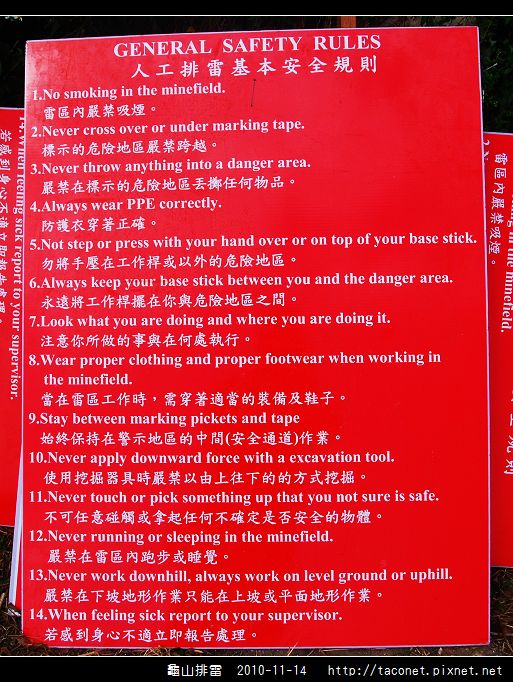 GENERAL SAFETY RULES
人工排雷基本安全規則
1.No smoking in the minefield.
雷區內嚴禁吸煙。
2.Never cross over or under marking tape.
標示的危險地區嚴禁跨越。
3.Never throw anything into a danger area.
嚴禁在標示的危險地區丟擲任何物品。
4.Always wear PPE correctly.
防護衣穿著正確。
5.Not step or press with your hand over or on top of your base stick.
勿將手壓在工作桿或以外的危險地區。
6.Always keep your base stick between you and the danger area.
永遠將工作桿擺在你與危險地區之間。
7.Look what you are doing and where you are doing it.
注意你所做的事與在何處執行。
8.Wear proper clothing and proper footwear when working in
the minefield.
當在雷區工作時，需穿著適當的裝備及鞋子。
9.Stay between marking pickets and tape
始終保持在警示地區的中間(安全通道)作業。
10.Never apply downward force with a excavation tool.
使用挖掘器具時嚴禁以由上往下的的方式挖掘。
11.Never touch or pick something up that you not sure is safe.
不可任意碰觸或拿起任何不確定是否安全的物體。
12.Never running or sleeping in the minefield.
嚴禁在雷區內跑步或睡覺。
13.Never work downhill, always work on level ground or uphill.
嚴禁在下坡地形作業只能在上坡或平面地形作業。
14.When feeling sick report to your supervisor.
若感到身心不適立即報告處理。
14.When feeling sick report to your supervisor.
若感到身心不適立即報告處理。
in the minefield.
雷區內嚴禁吸煙。
龜山排雷 2010-11-14 http://taconet.pixnet.net